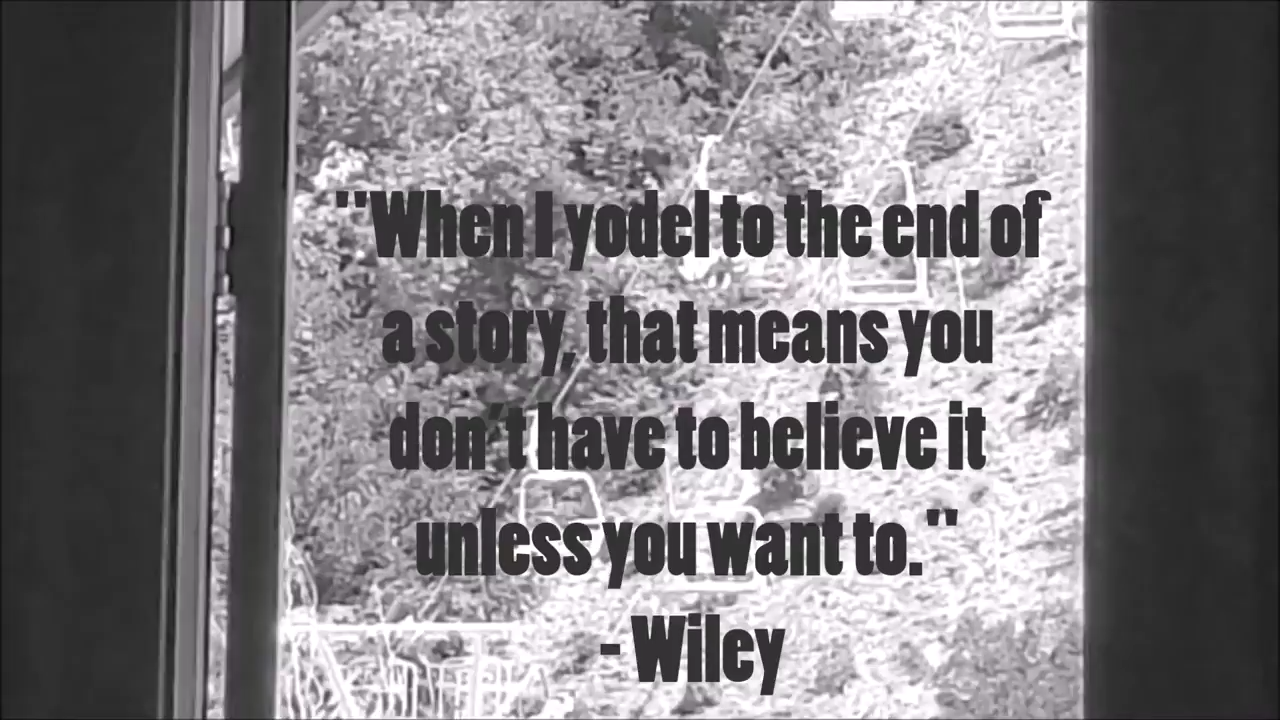 "When I yodel to the end of
a story, that means you
don't have to believe it
unless you want to."
- Wiley